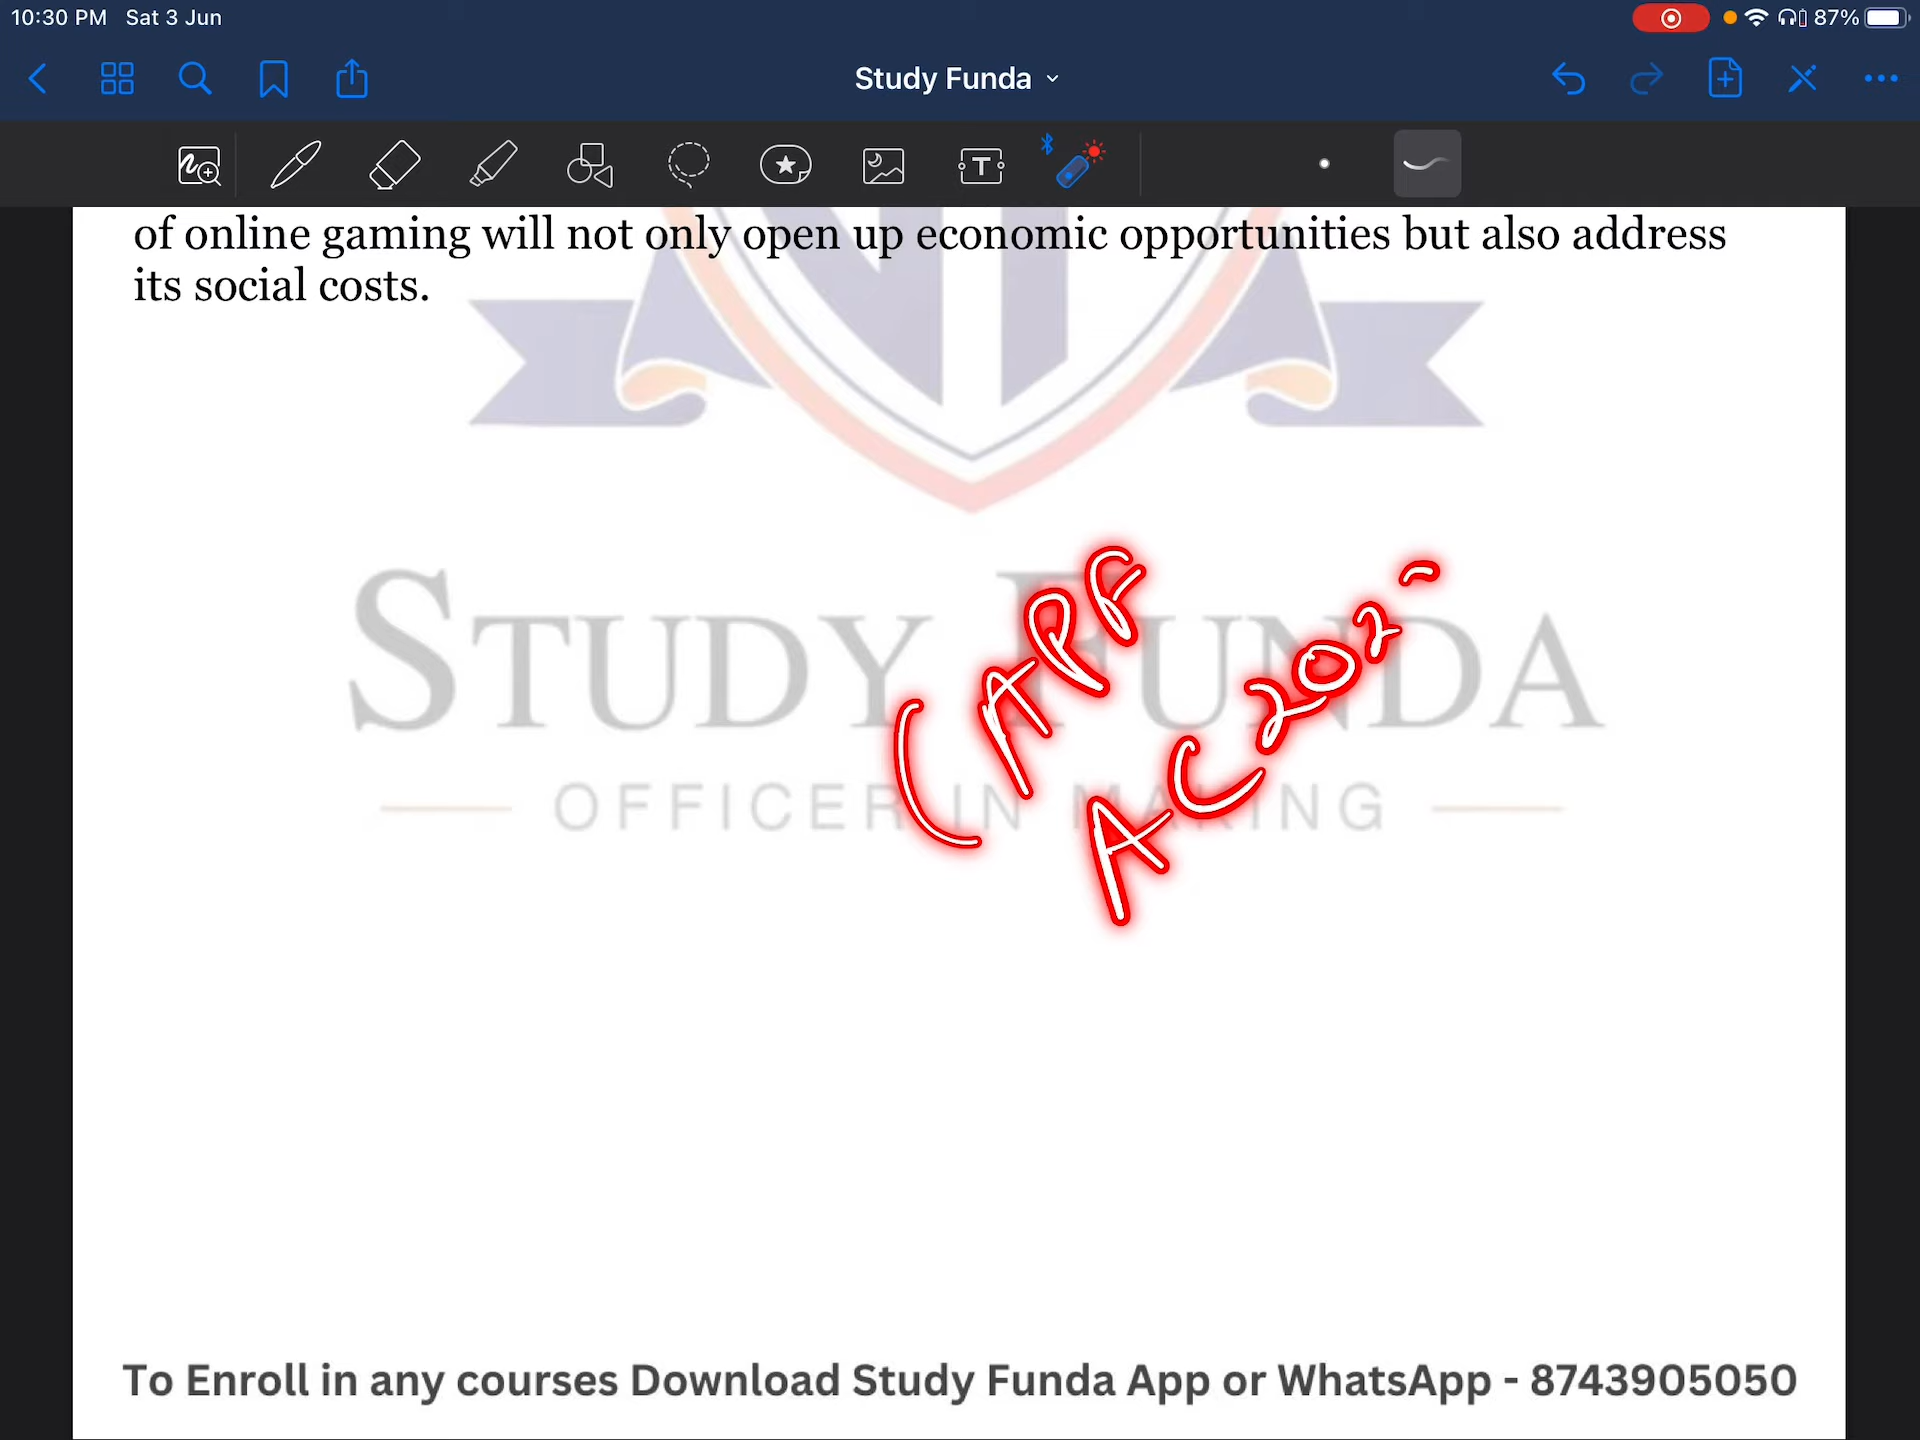 10:30 PM Sat 3 Jun
87%
Study Funda
T
of online gaming will not only open up economic opportunities but also address
its social costs.
STUDY FUNDA
OFFICER IN MAKING
CAPF
AC 202
To Enroll in any courses Download Study Funda App or WhatsApp - 8743905050